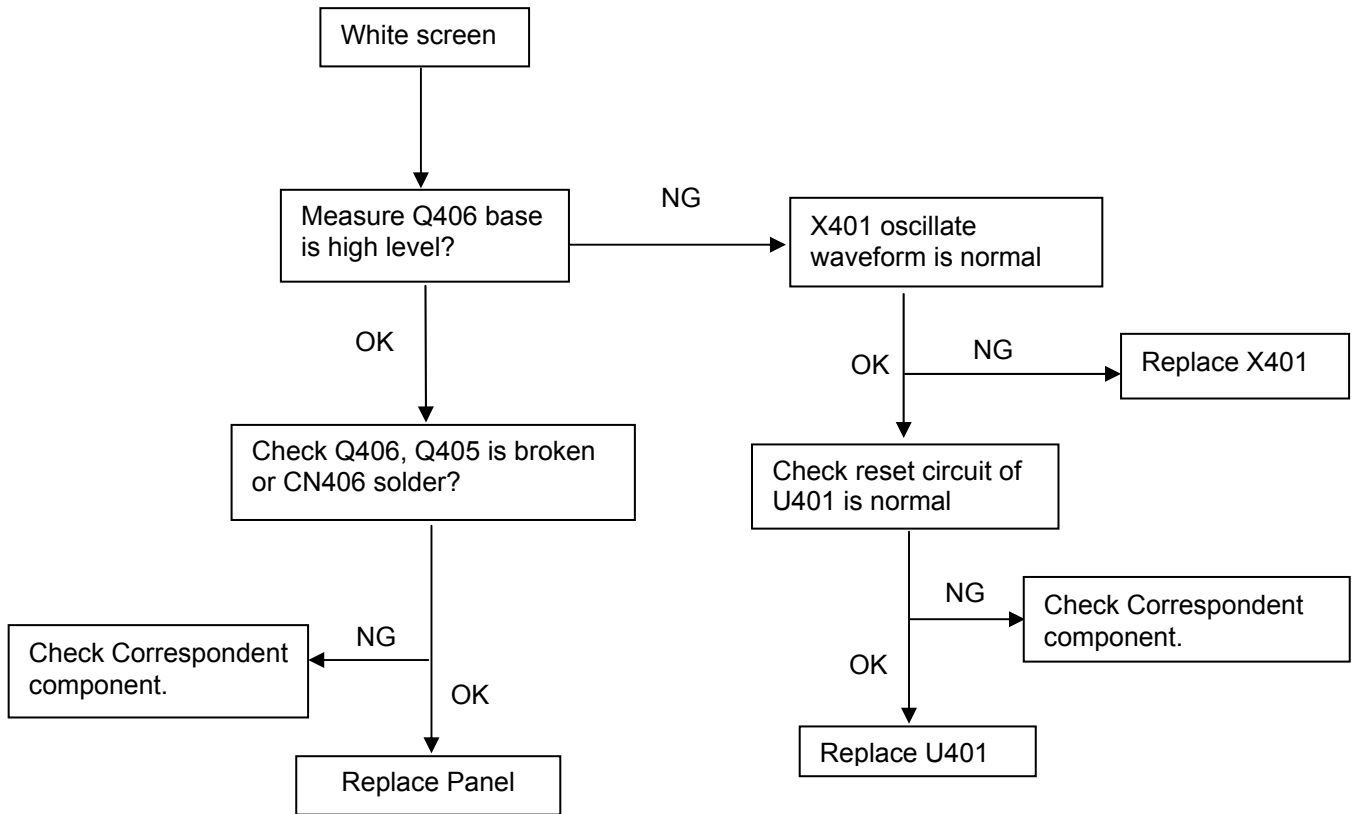 White screen
Measure Q406 base
is high level?
NG
X401 oscillate
waveform is normal
OK
OK
NG
Replace X401
Check Q406, Q405 is broken
or CN406 solder?
Check reset circuit of
U401 is normal
NG
Check Correspondent
component.
NG
Check Correspondent
component.
OK
OK
Replace Panel
Replace U401